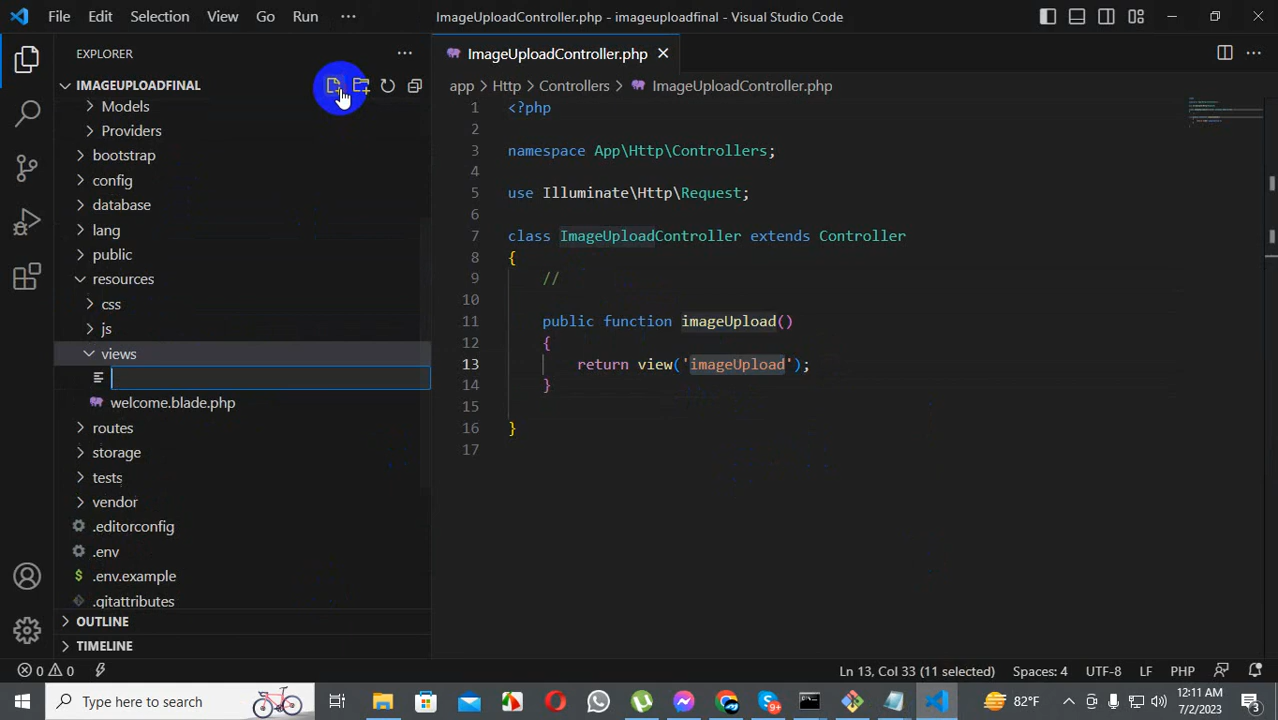 File Edit Selection View Go Run ··· ImageUploadController.php - imageuploadfinal - Visual Studio Code
EXPLORER ···
IMAGEUPLOADFINAL
Models
Providers
bootstrap
config
database
lang
public
resources
css
js
views
welcome.blade.php
routes
storage
tests
vendor
.editorconfig
.env
$ .env.example
.gitattributes
OUTLINE
TIMELINE
ImageUploadController.php
app > Http > Controllers > ImageUploadController.php
1 <?php
2
3 namespace App\Http\Controllers;
4
5 use Illuminate\Http\Request;
6
7 class ImageUploadController extends Controller
8 {
9 //
10
11 public function imageUpload()
12 {
13 return view('imageUpload');
14 }
15
16 }
17
0 0 Ln 13, Col 33 (11 selected) Spaces: 4 UTF-8 LF PHP
Type here to search 9+ 82°F 12:11 AM
7/2/2023 3